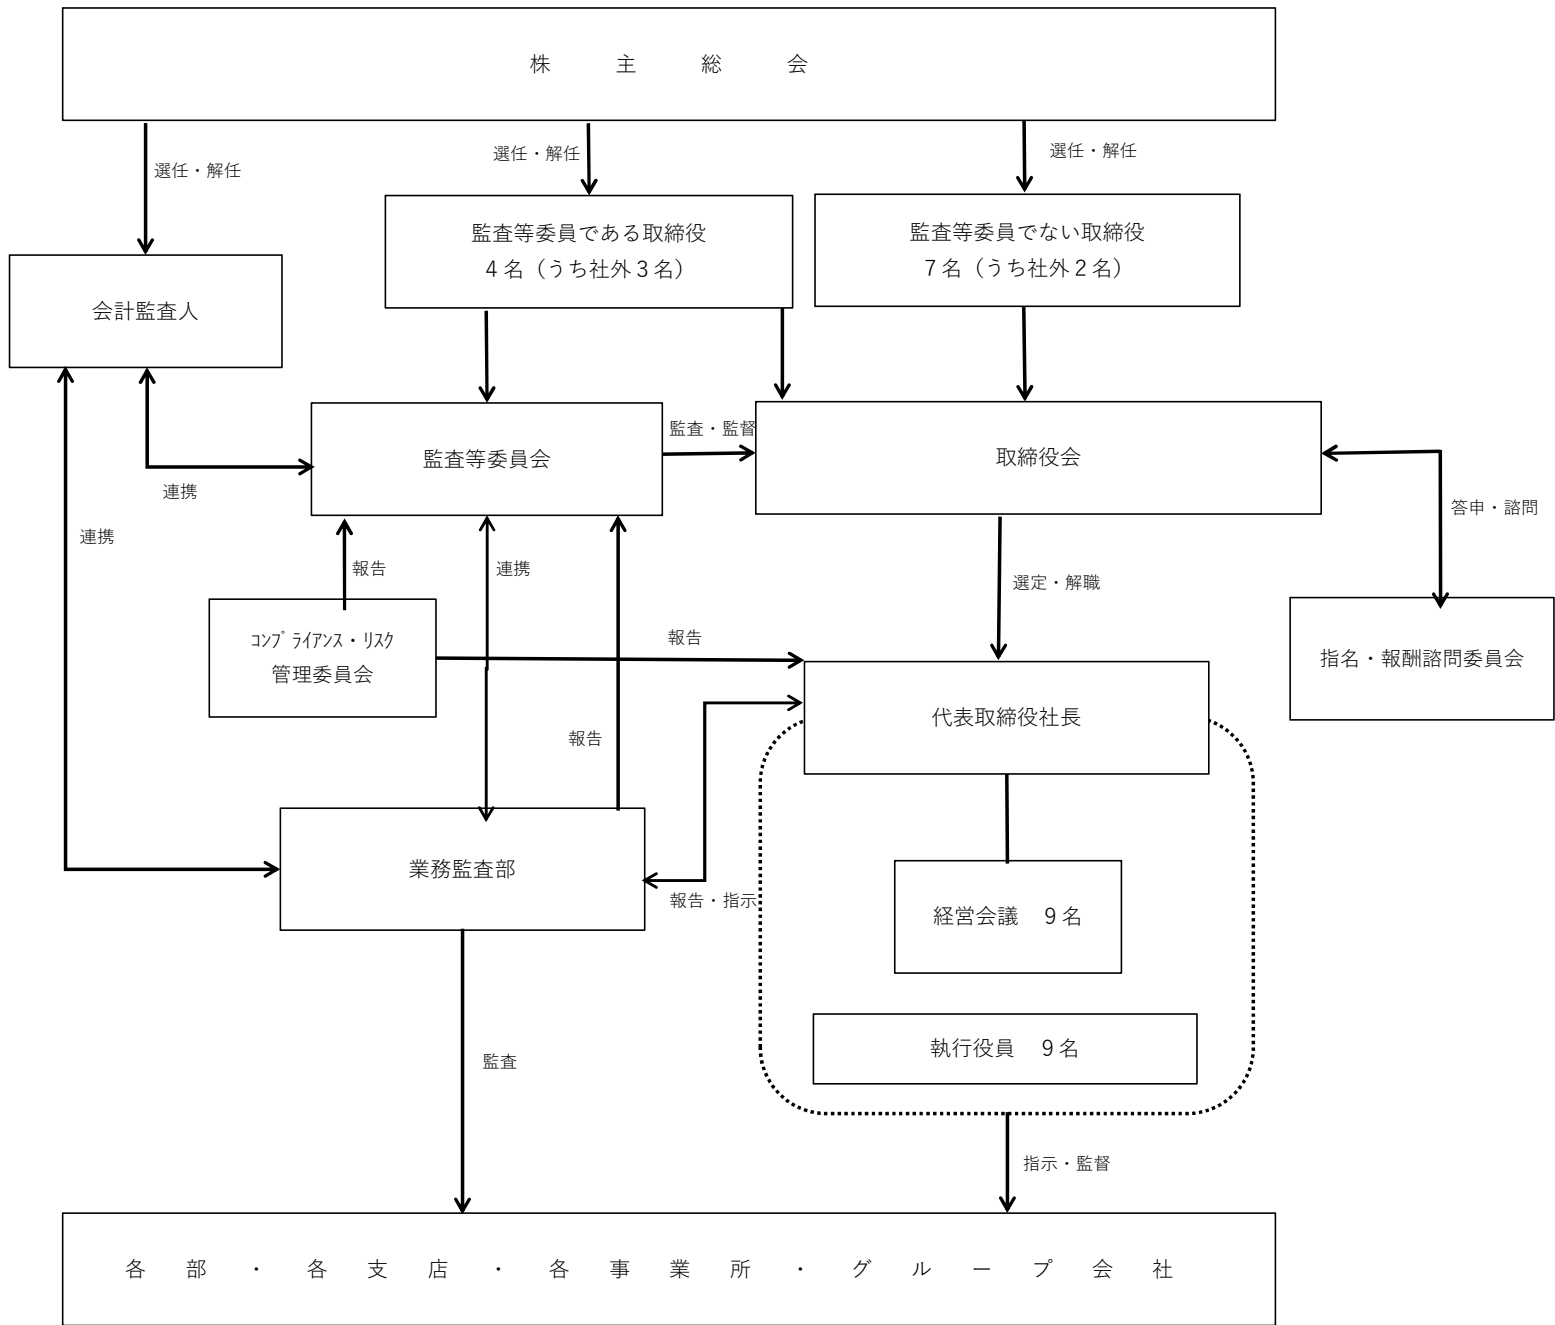 株主総会
選任・解任
選任・解任
選任・解任
監査等委員である取締役
４名（うち社外３名）
監査等委員でない取締役
７名（うち社外２名）
会計監査人
監査等委員会
監査・監督
取締役会
連携
連携
答申・諮問
報告
連携
選定・解職
ｺﾝﾌﾟﾗｲｱﾝｽ・ﾘｽｸ
管理委員会
報告
指名・報酬諮問委員会
代表取締役社長
報告
業務監査部
報告・指示
経営会議　９名
執行役員　９名
監査
指示・監督
各部・各支店・各事業所・グループ会社